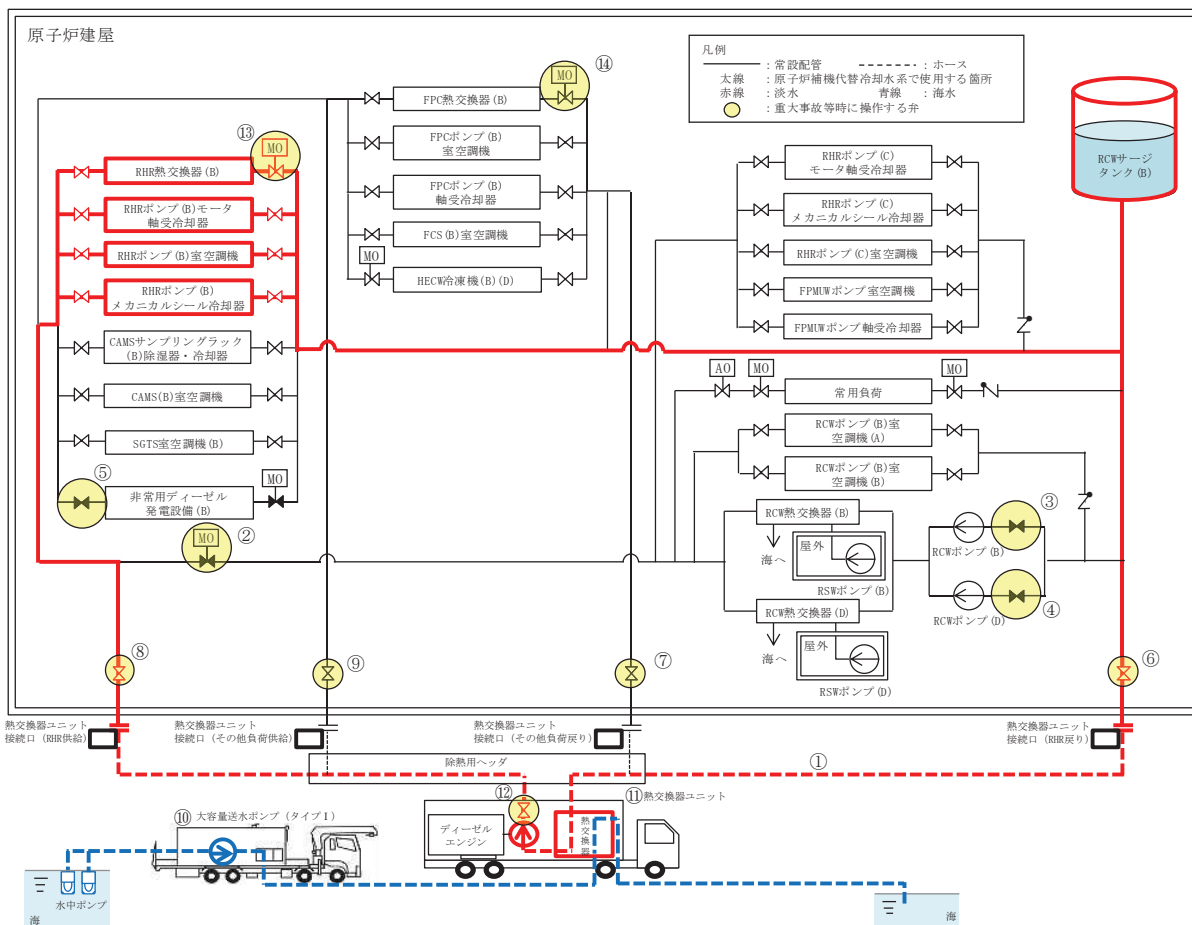 原子炉建屋
凡例
：常設配管
：ホース
太線
：原子炉補機代替冷却水系で使用する箇所
赤線
：淡水
青線
：海水
：重大事故等時に操作する弁
⑭
MO
FPC熱交換器(B)
FPCポンプ(B)
室空調機
FPCポンプ(B)
軸受冷却器
FCS(B)室空調機
MO
HECW冷凍機(B)(D)
⑬
MO
RHR熱交換器(B)
RHRポンプ(B)モータ
軸受冷却器
RHRポンプ(B)室空調機
RHRポンプ(B)
メカニカルシール冷却器
CAMSサンプリングラック
(B)除湿器・冷却器
CAMS(B)室空調機
SGTS室空調機(B)
⑤
非常用ディーゼル
発電設備(B)
MO
②
MO
RHRポンプ(C)
モータ軸受冷却器
RHRポンプ(C)
メカニカルシール冷却器
RHRポンプ(C)室空調機
FPMUWポンプ室空調機
FPMUWポンプ軸受冷却器
RCWサージ
タンク(B)
AO
MO
常用負荷
MO
RCWポンプ(B)室
空調機(A)
RCWポンプ(B)室
空調機(B)
RCW熱交換器(B)
海へ
屋外
RSWポンプ(B)
RCW熱交換器(D)
海へ
屋外
RSWポンプ(D)
③
RCWポンプ(B)
④
RCWポンプ(D)
⑧
⑨
⑦
⑥
熱交換器ユニット
接続口（RHR供給）
熱交換器ユニット
接続口（その他負荷供給）
熱交換器ユニット
接続口（その他負荷戻り）
熱交換器ユニット
接続口（RHR戻り）
除熱用ヘッダ
①
⑫
⑪熱交換器ユニット
ディーゼル
エンジン
熱交換器
⑩ 大容量送水ポンプ（タイプⅠ）
水中ポンプ
海
海